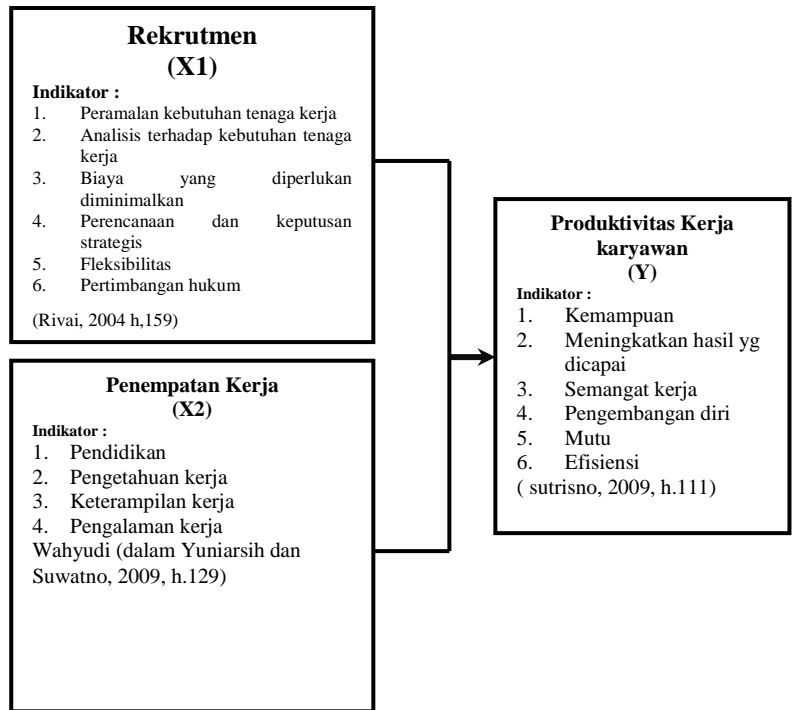 Rekrutmen
(X1)
Indikator :
1. Peramalan kebutuhan tenaga kerja
2. Analisis terhadap kebutuhan tenaga
kerja
3. Biaya yang diperlukan
diminimalkan
4. Perencanaan dan keputusan
strategis
5. Fleksibilitas
6. Pertimbangan hukum
(Rivai, 2004 h,159)
Penempatan Kerja
(X2)
Indikator :
1. Pendidikan
2. Pengetahuan kerja
3. Keterampilan kerja
4. Pengalaman kerja
Wahyudi (dalam Yuniarsih dan
Suwatno, 2009, h.129)
Produktivitas Kerja
karyawan
(Y)
Indikator :
1. Kemampuan
2. Meningkatkan hasil yg
dicapai
3. Semangat kerja
4. Pengembangan diri
5. Mutu
6. Efisiensi
( sutrisno, 2009, h.111)